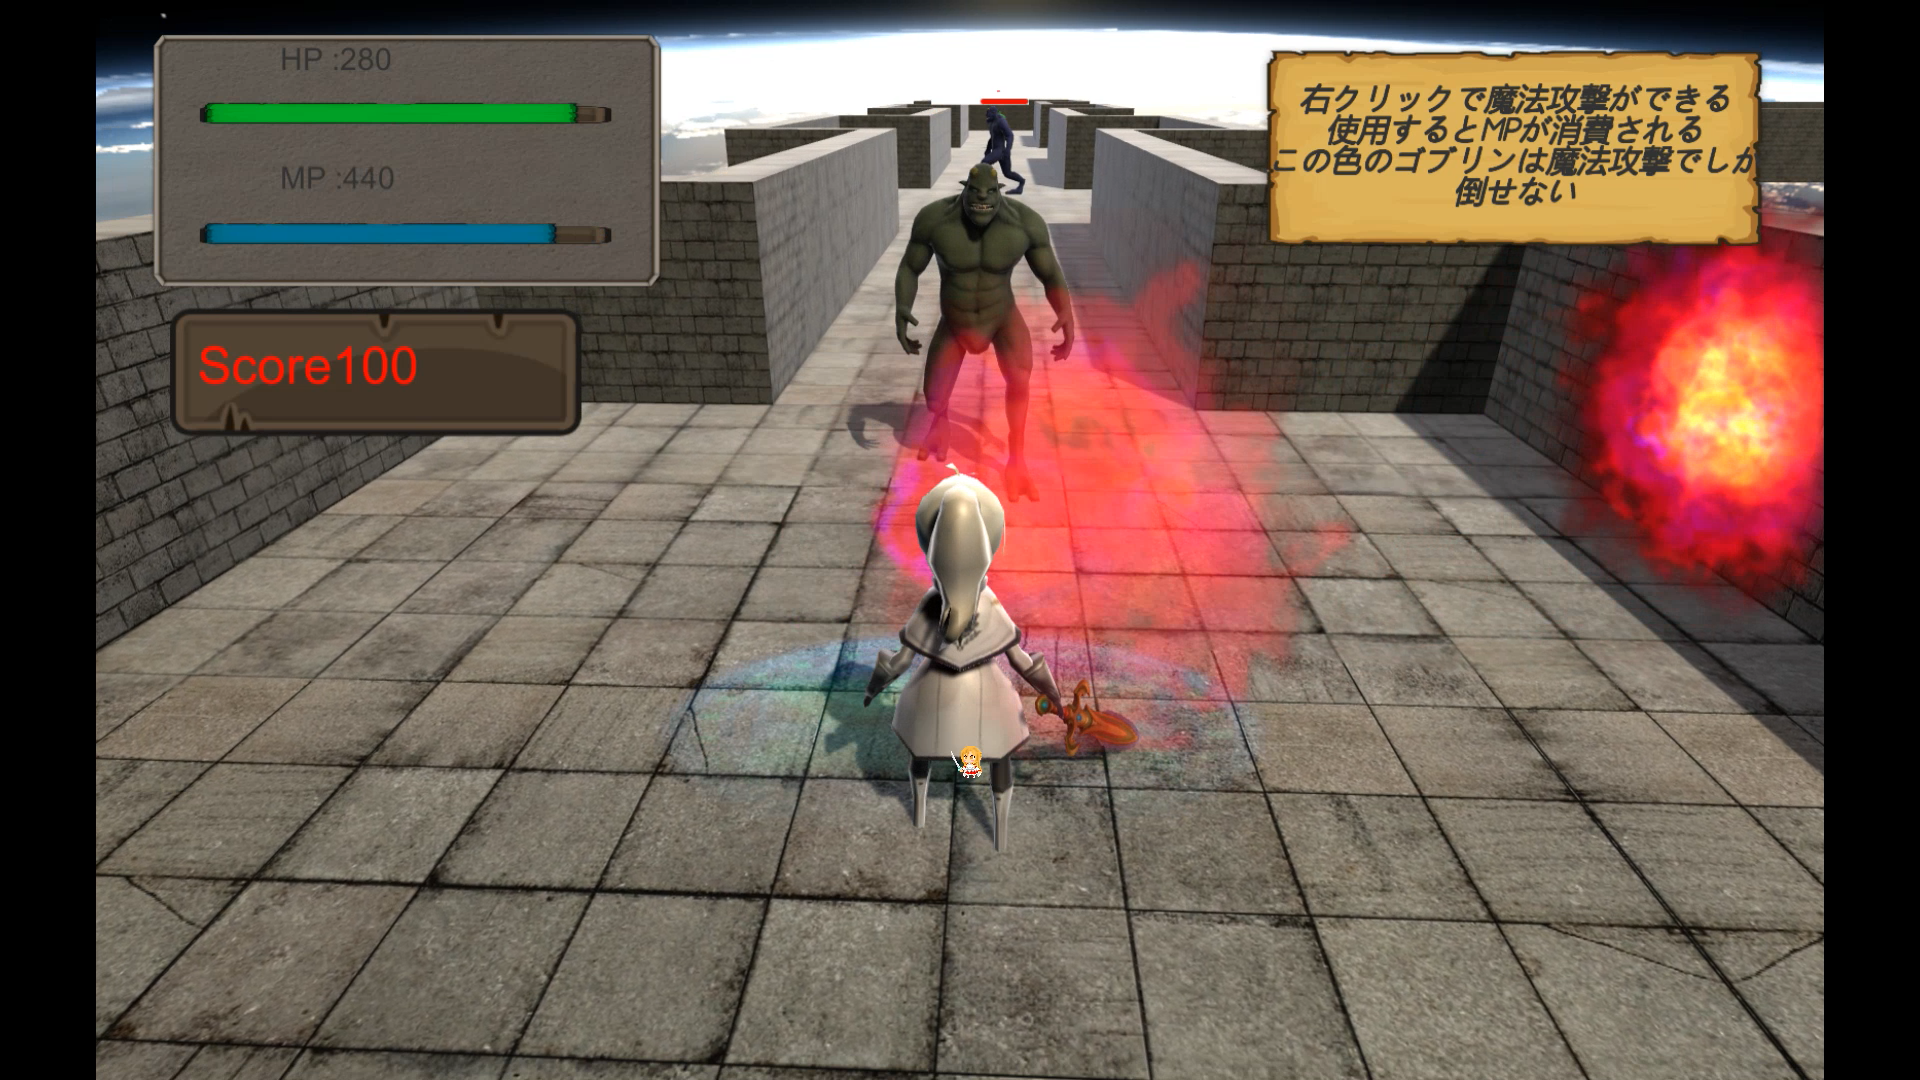 HP :280
MP :440
Score100
右クリックで魔法攻撃ができる
使用するとMPが消費される
この色のゴブリンは魔法攻撃でしか
倒せない